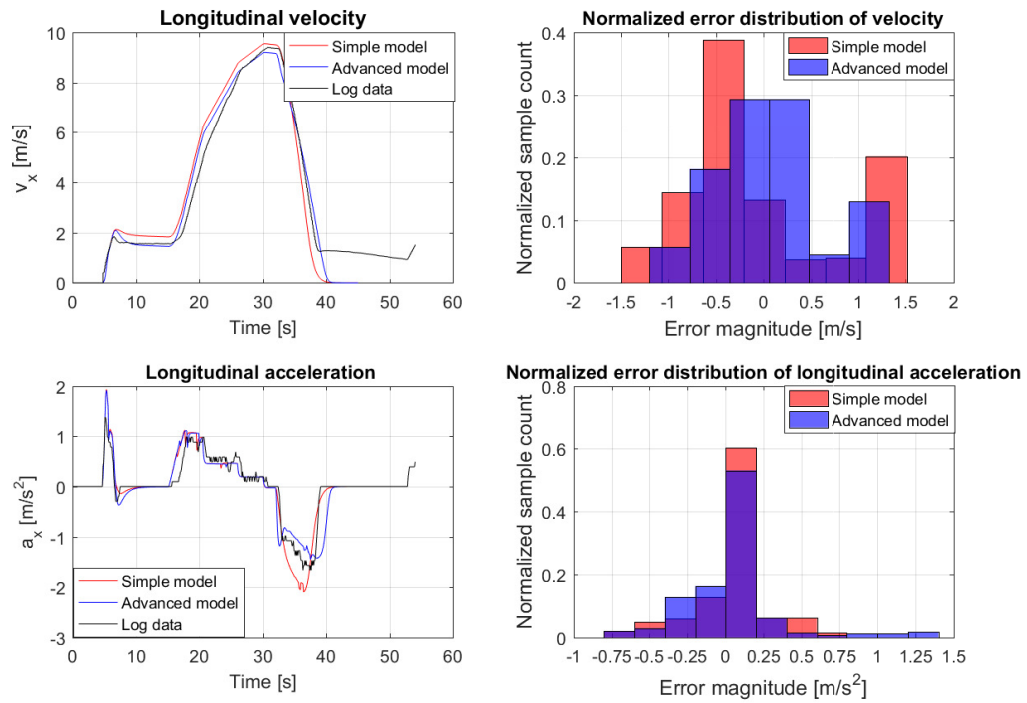 Longitudinal velocity
10
8
6
4
2
0
v_x [m/s]
0 10 20 30 40 50 60
Time [s]
Simple model
Advanced model
Log data
Normalized error distribution of velocity
0.4
0.3
0.2
0.1
0
Normalized sample count
-2 -1.5 -1 -0.5 0 0.5 1 1.5 2
Error magnitude [m/s]
Simple model
Advanced model
Longitudinal acceleration
2
1
0
-1
-2
-3
a_x [m/s²]
0 10 20 30 40 50 60
Time [s]
Simple model
Advanced model
Log data
Normalized error distribution of longitudinal acceleration
0.8
0.6
0.4
0.2
0
Normalized sample count
-1 -0.75 -0.5 -0.25 0 0.25 0.5 0.75 1 1.25 1.5
Error magnitude [m/s²]
Simple model
Advanced model